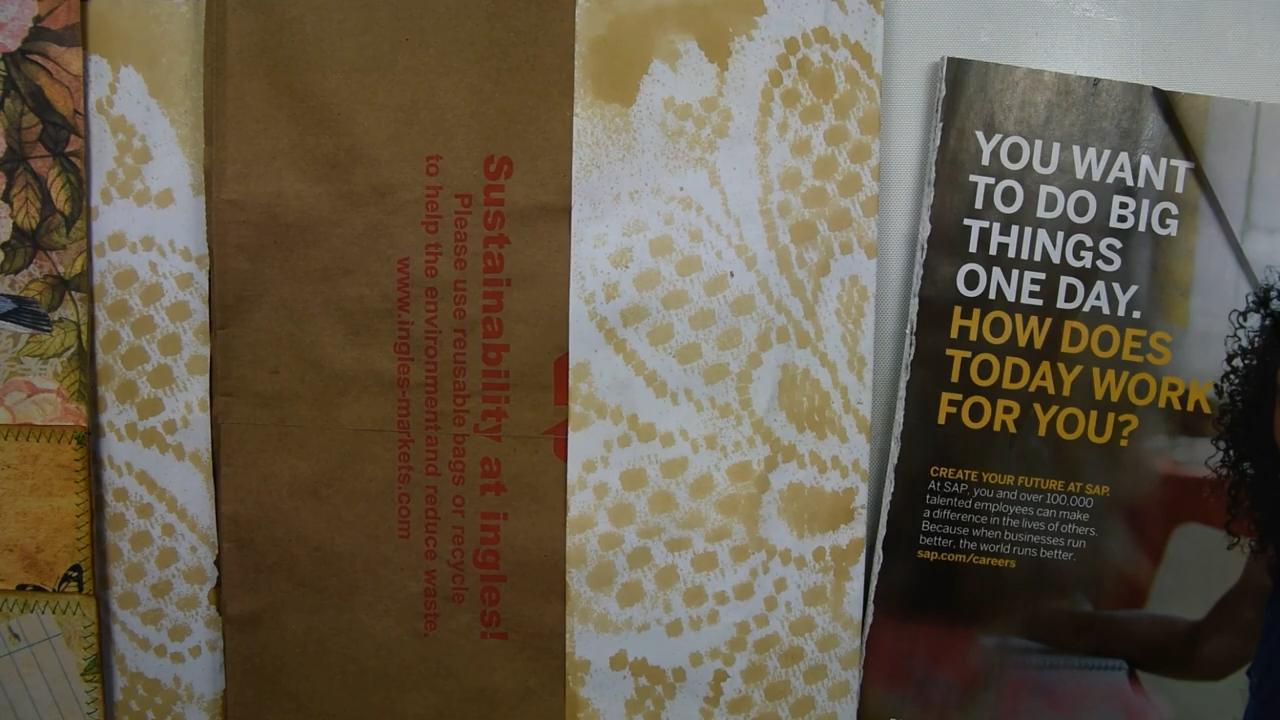 Sustainability at ingles!
Please use reusable bags or recycle
to help the environment and reduce waste.
www.ingles-markets.com
YOU WANT
TO DO BIG
THINGS
ONE DAY.
HOW DOES
TODAY WORK
FOR YOU?
CREATE YOUR FUTURE AT SAP.
At SAP, you and over 100,000
talented employees can make
a difference in the lives of others.
Because when businesses run
better, the world runs better.
sap.com/careers